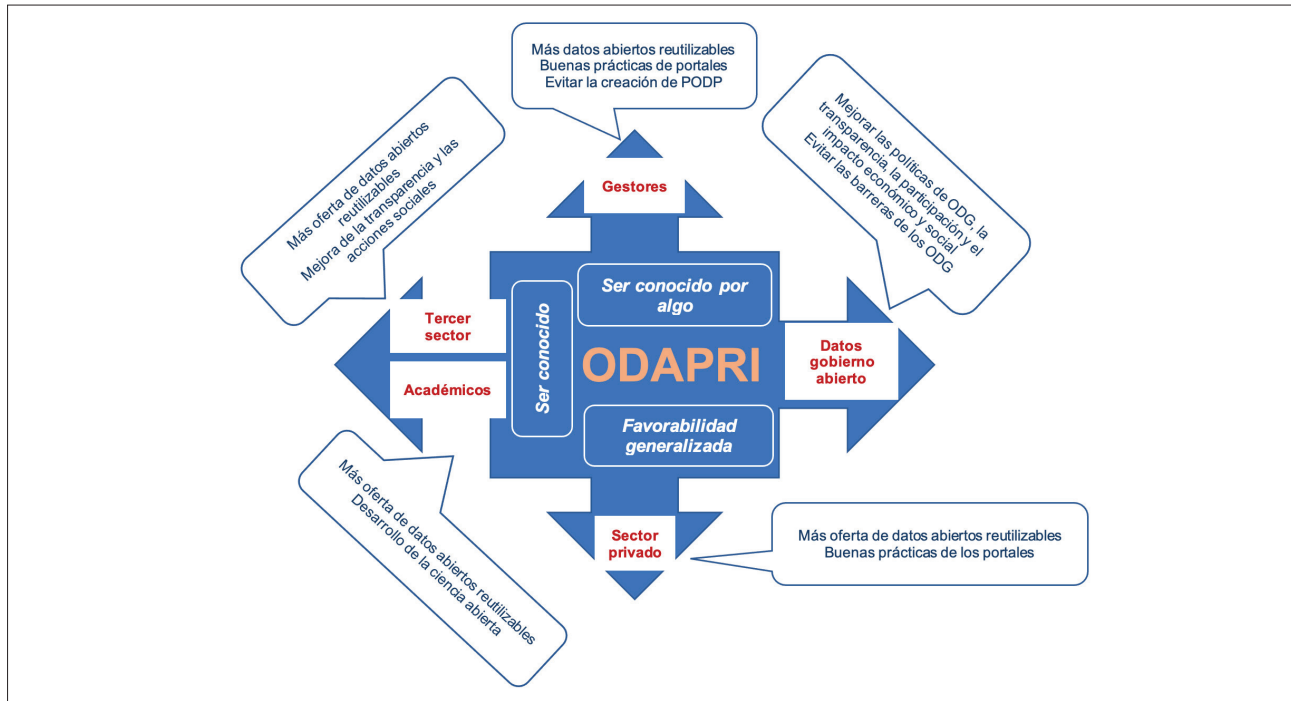 Más datos abiertos reutilizables
Buenas prácticas de portales
Evitar la creación de PODP
Más oferta de datos abiertos
reutilizables
Mejora de la transparencia y las
acciones sociales
Mejorar las políticas de ODG, la
transparencia, la participación y el
impacto económico y social
Evitar las barreras de los ODG
Gestores
Ser conocido por
algo
Ser conocido
Tercer
sector
Académicos
ODAPRI
Datos
gobierno
abierto
Favorabilidad
generalizada
Sector
privado
Más oferta de datos abiertos reutilizables
Desarrollo de la ciencia abierta
Más oferta de datos abiertos reutilizables
Buenas prácticas de los portales